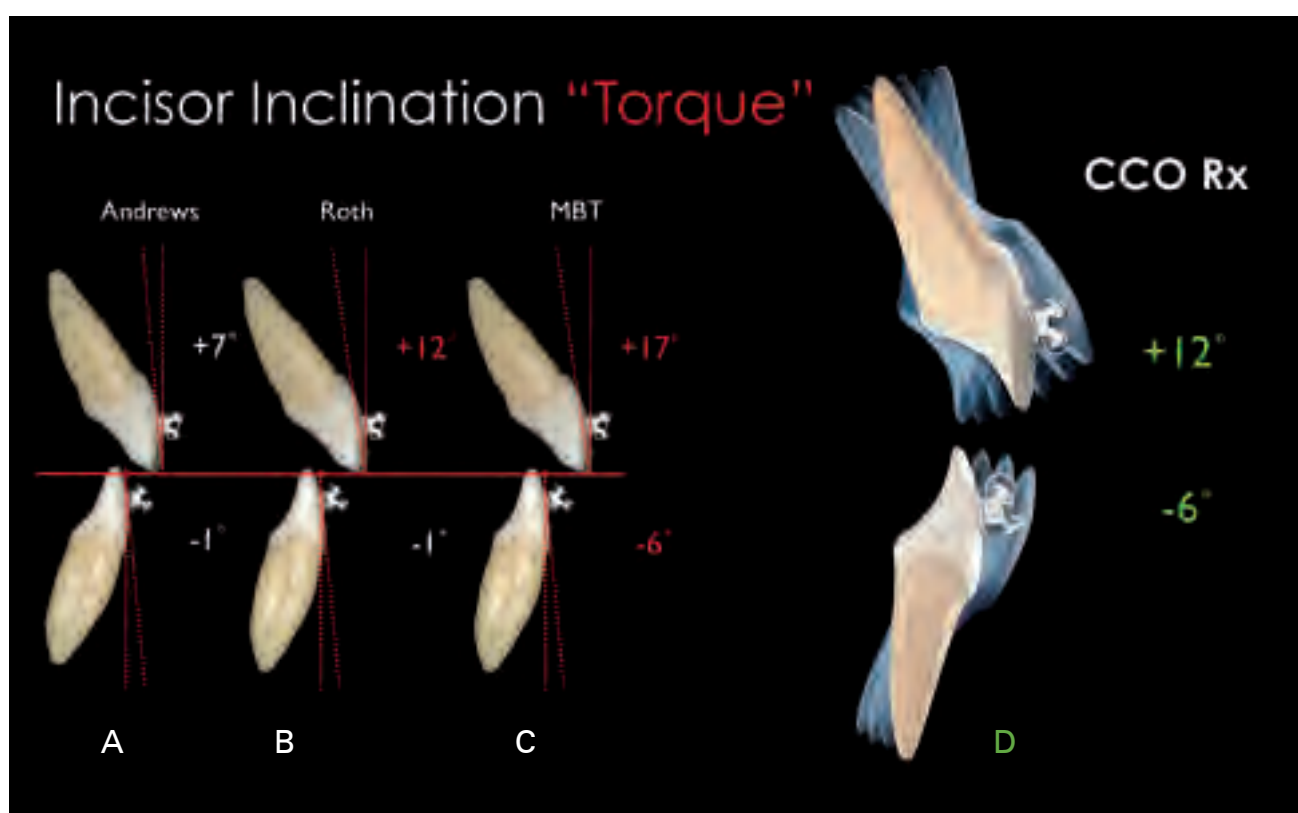 Incisor Inclination “Torque”
CCO Rx
Andrews Roth MBT
+7° +12° +17°
+12°
-1° -1° -6°
-6°
A B C D